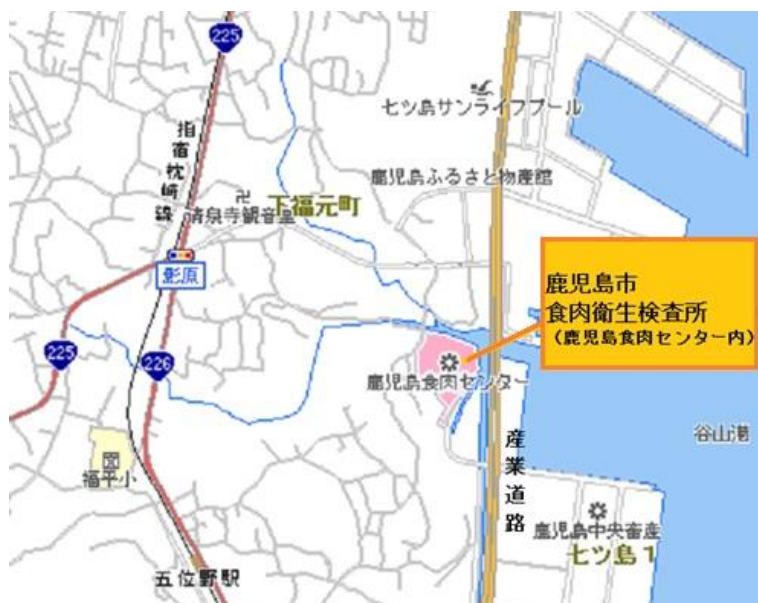 225
七ツ島サンライフプール
指宿枕崎線
鹿児島ふるさと物産館
卍
清泉寺観音堂
下福元町
影原
鹿児島市
食肉衛生検査所
（鹿児島食肉センター内）
225
226
鹿児島食肉センター
谷山港
産業道路
福平小
鹿児島中央畜産
七ツ島1
五位野駅